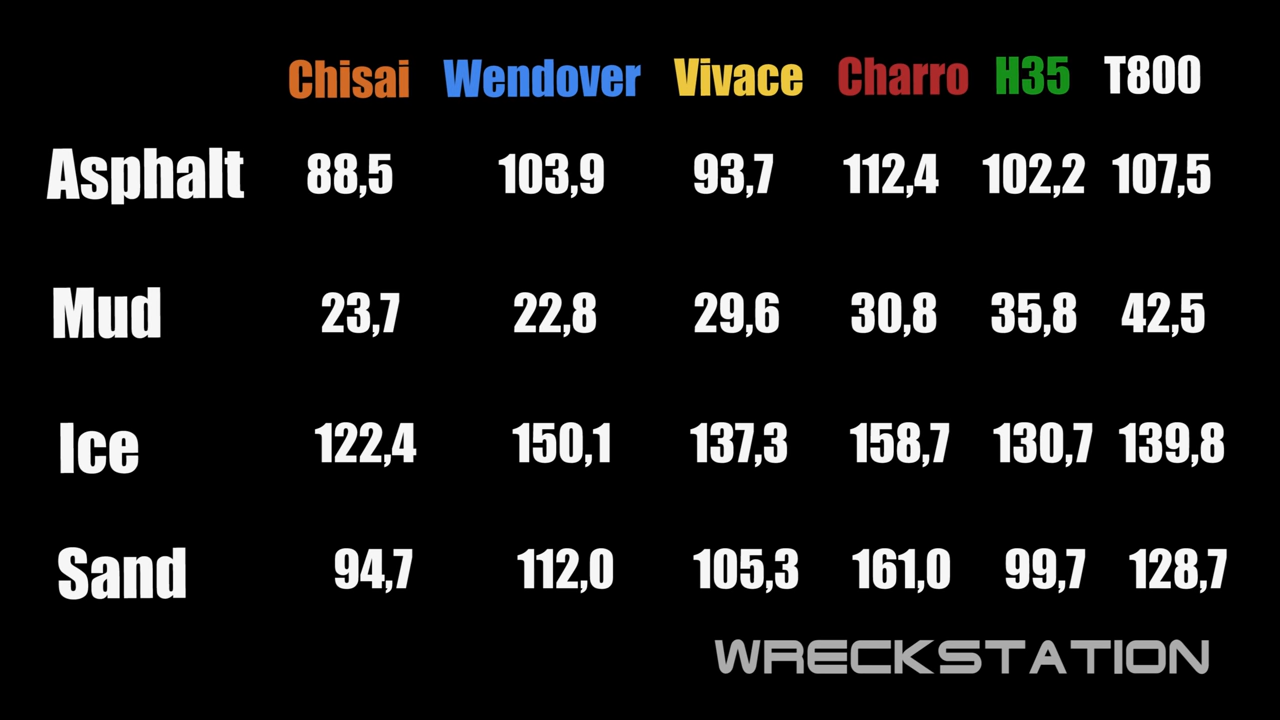 Chisai Wendover Vivace Charro H35 T800
Asphalt 88,5 103,9 93,7 112,4 102,2 107,5
Mud 23,7 22,8 29,6 30,8 35,8 42,5
Ice 122,4 150,1 137,3 158,7 130,7 139,8
Sand 94,7 112,0 105,3 161,0 99,7 128,7
WRECKSTATION